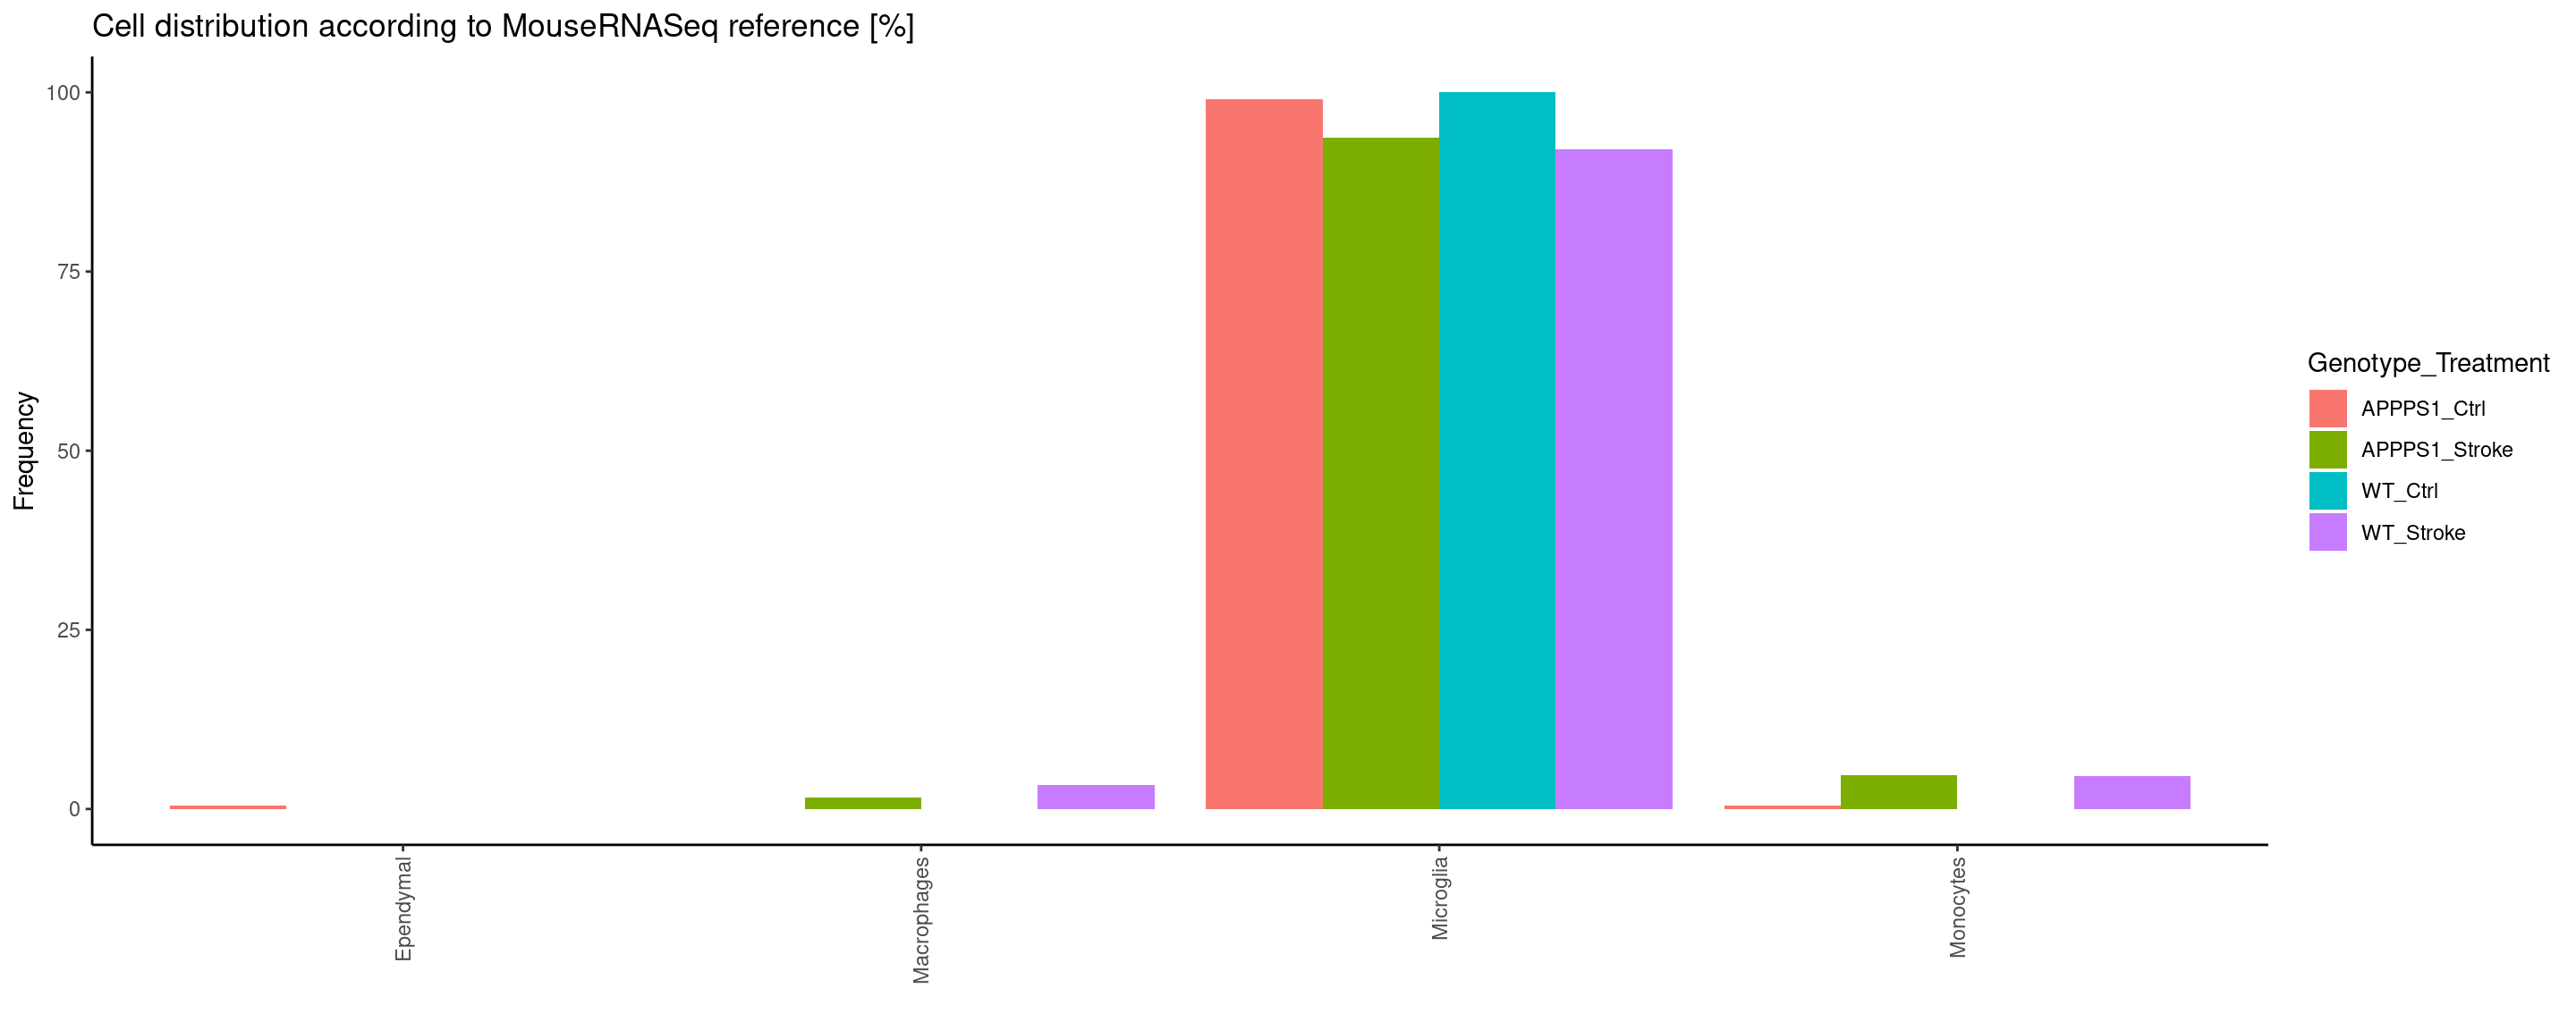 Cell distribution according to MouseRNASeq reference [%]
Frequency
100
75
50
25
0
Ependymal
Macrophages
Microglia
Monocytes
Genotype_Treatment
APPPS1_Ctrl
APPPS1_Stroke
WT_Ctrl
WT_Stroke